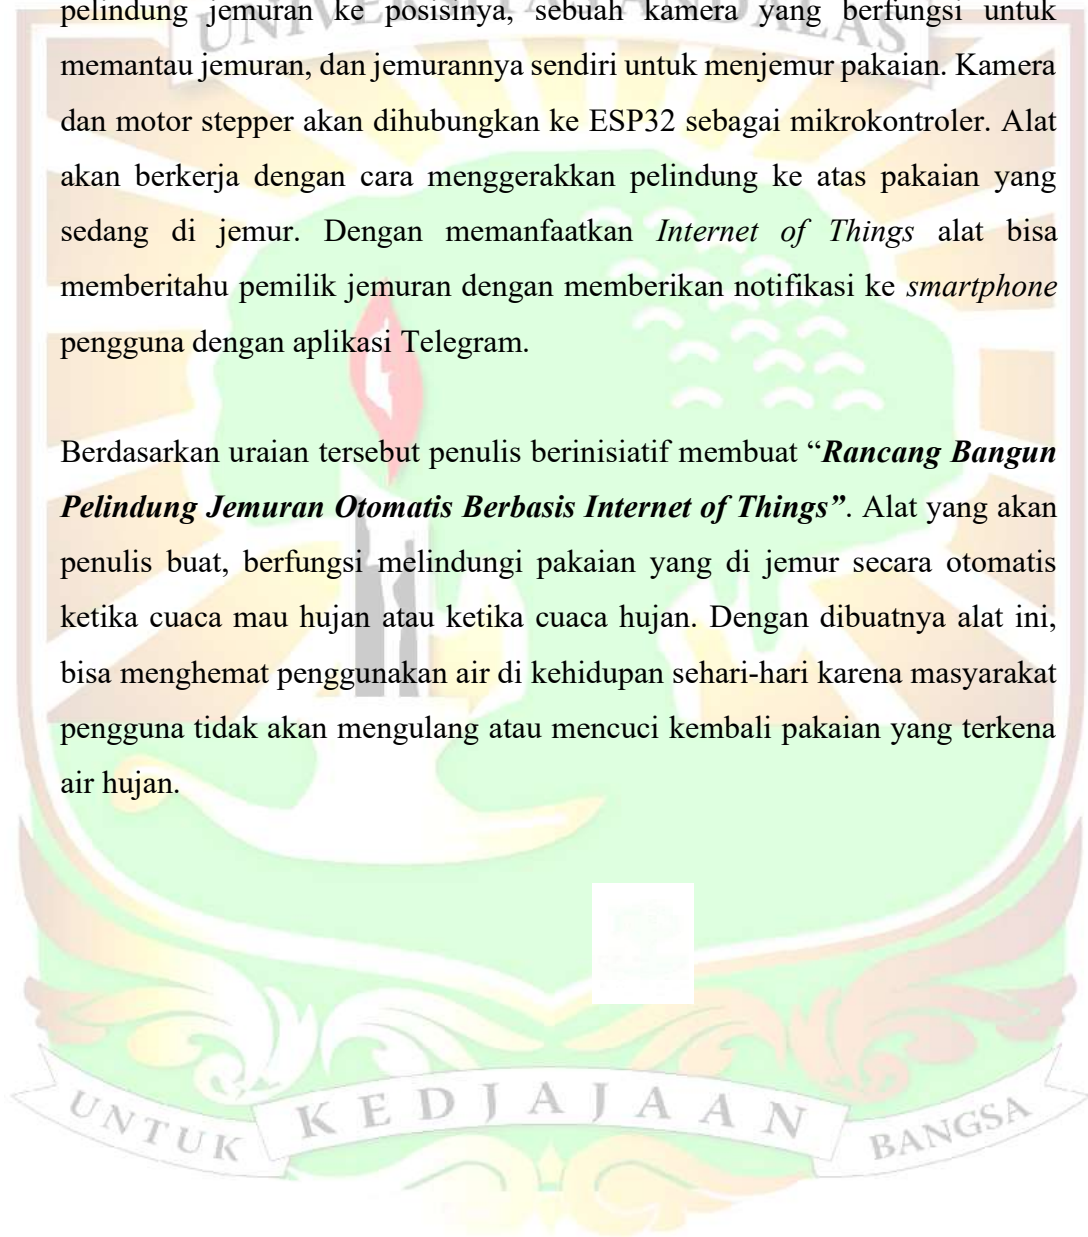 pelindung jemuran ke posisinya, sebuah kamera yang berfungsi untuk
UNIVERSITAS ANDALAS
memantau jemuran, dan jemurannya sendiri untuk menjemur pakaian. Kamera
dan motor stepper akan dihubungkan ke ESP32 sebagai mikrokontroler. Alat
akan berkerja dengan cara menggerakkan pelindung ke atas pakaian yang
sedang di jemur. Dengan memanfaatkan Internet of Things alat bisa
memberitahu pemilik jemuran dengan memberikan notifikasi ke smartphone
pengguna dengan aplikasi Telegram.
Berdasarkan uraian tersebut penulis berinisiatif membuat “Rancang Bangun
Pelindung Jemuran Otomatis Berbasis Internet of Things”. Alat yang akan
penulis buat, berfungsi melindungi pakaian yang di jemur secara otomatis
ketika cuaca mau hujan atau ketika cuaca hujan. Dengan dibuatnya alat ini,
bisa menghemat penggunakan air di kehidupan sehari-hari karena masyarakat
pengguna tidak akan mengulang atau mencuci kembali pakaian yang terkena
air hujan.
UNTUK KEDJAJAAN BANGSA